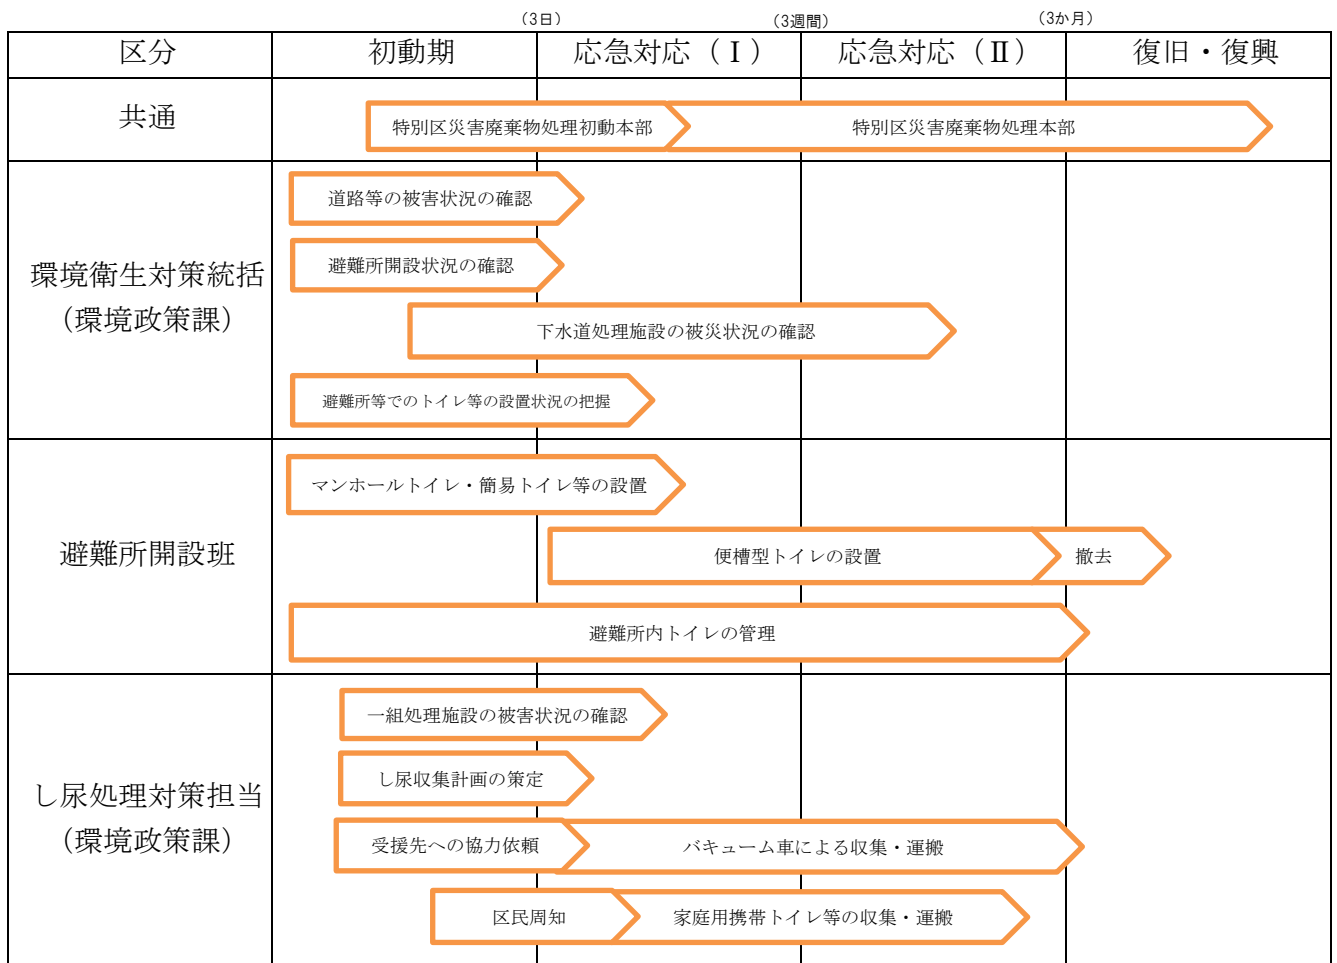 （3日）
（3週間）
（3か月）
区分
初動期
応急対応（Ⅰ）
応急対応（Ⅱ）
復旧・復興
共通
特別区災害廃棄物処理初動本部
特別区災害廃棄物処理本部
環境衛生対策統括
（環境政策課）
道路等の被害状況の確認
避難所開設状況の確認
下水道処理施設の被災状況の確認
避難所等でのトイレ等の設置状況の把握
避難所開設班
マンホールトイレ・簡易トイレ等の設置
便槽型トイレの設置
撤去
避難所内トイレの管理
し尿処理対策担当
（環境政策課）
一組処理施設の被害状況の確認
し尿収集計画の策定
受援先への協力依頼
バキューム車による収集・運搬
区民周知
家庭用携帯トイレ等の収集・運搬